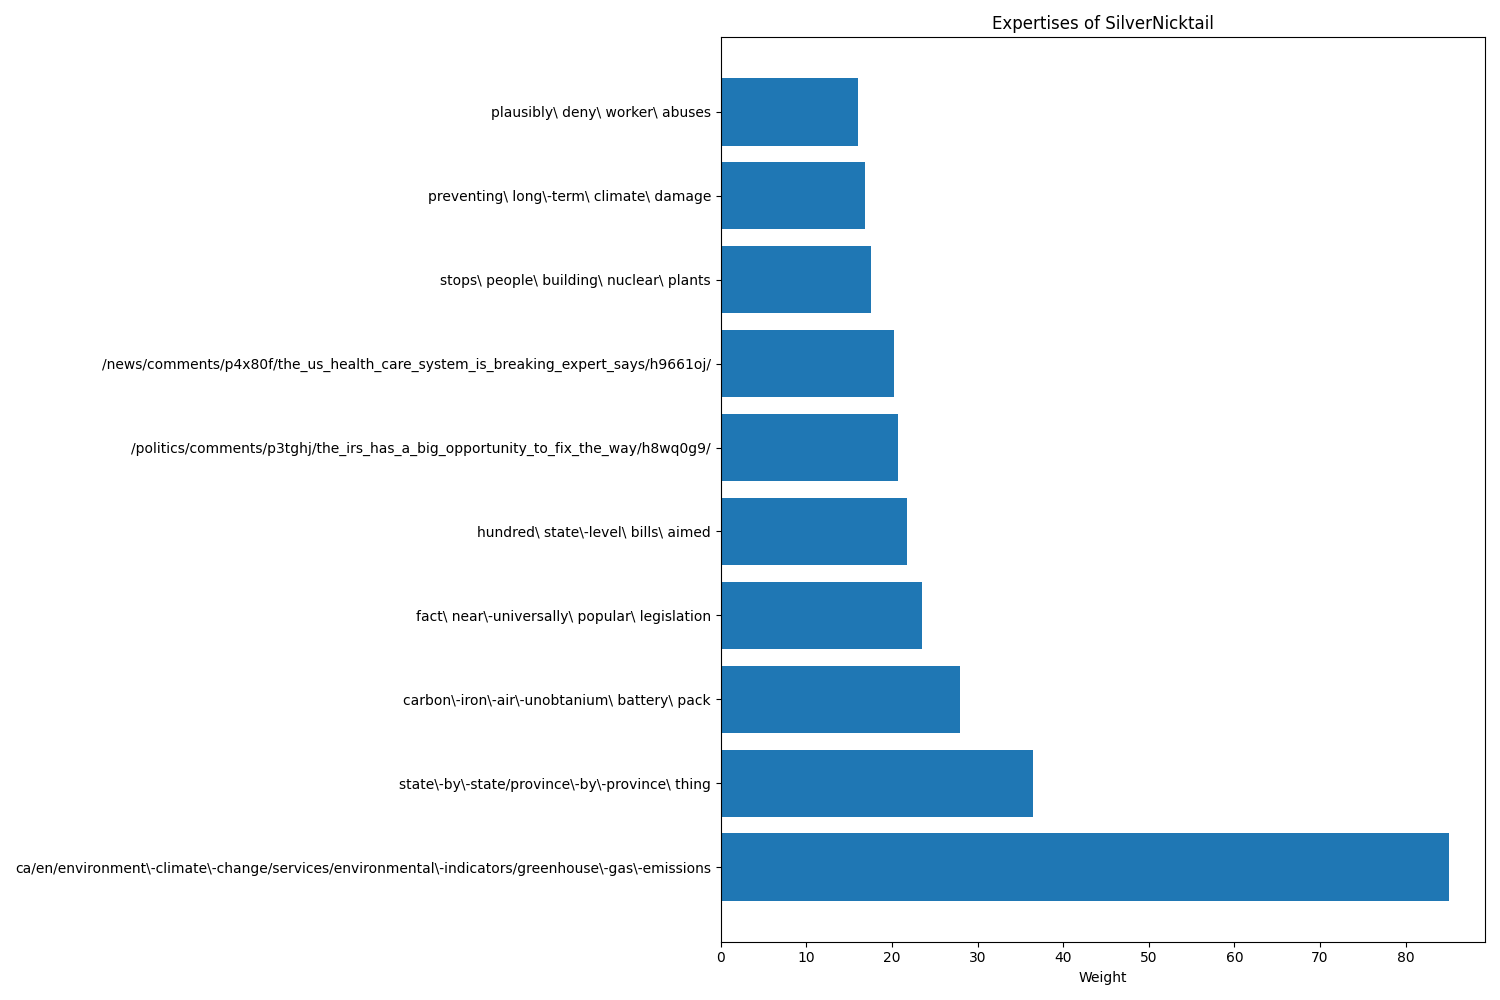 Expertises of SilverNicktail
plausibly\ deny\ worker\ abuses
preventing\ long\-term\ climate\ damage
stops\ people\ building\ nuclear\ plants
/news/comments/p4x80f/the_us_health_care_system_is_breaking_expert_says/h9661oj/
/politics/comments/p3tghj/the_irs_has_a_big_opportunity_to_fix_the_way/h8wq0g9/
hundred\ state\-level\ bills\ aimed
fact\ near\-universally\ popular\ legislation
carbon\-iron\-air\-unobtanium\ battery\ pack
state\-by\-state/province\-by\-province\ thing
ca/en/environment\-climate\-change/services/environmental\-indicators/greenhouse\-gas\-emissions
0 10 20 30 40 50 60 70 80
Weight